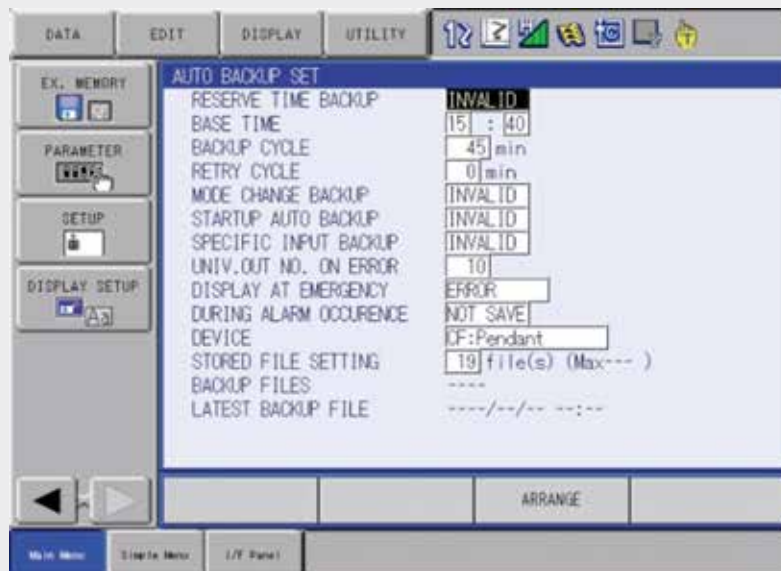 DATA EDIT DISPLAY UTILITY
EX. MEMORY
PARAMETER
SETUP
DISPLAY SETUP
AUTO BACKUP SET
RESERVE TIME BACKUP INVALID
BASE TIME 15 : 40
BACKUP CYCLE 45 min
RETRY CYCLE 0 min
MODE CHANGE BACKUP INVALID
STARTUP AUTO BACKUP INVALID
SPECIFIC INPUT BACKUP INVALID
UNIV.OUT NO. ON ERROR 10
DISPLAY AT EMERGENCY ERROR
DURING ALARM OCCURENCE NOT SAVE
DEVICE CF:Pendant
STORED FILE SETTING 19 file(s) (Max--- )
BACKUP FILES ----
LATEST BACKUP FILE ----/--/-- --:--
ARRANGE
Main Menu Simple Menu I/F Panel